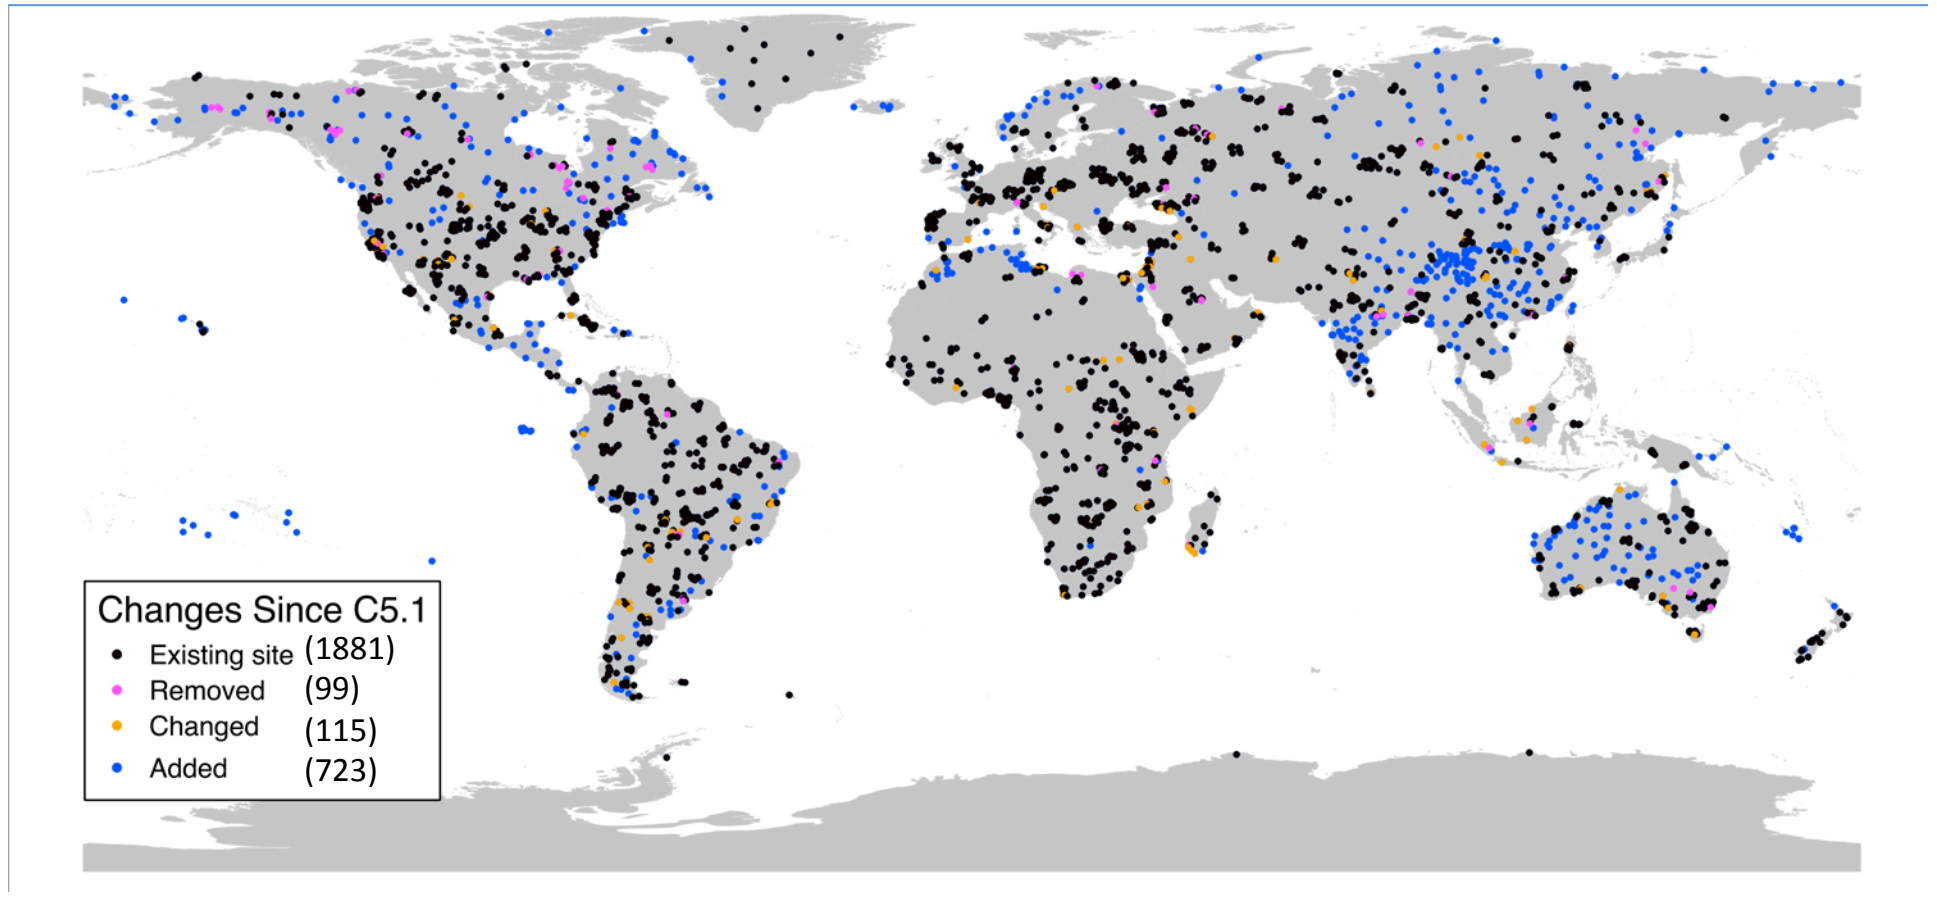 Changes Since C5.1
Existing site (1881)
Removed (99)
Changed (115)
Added (723)